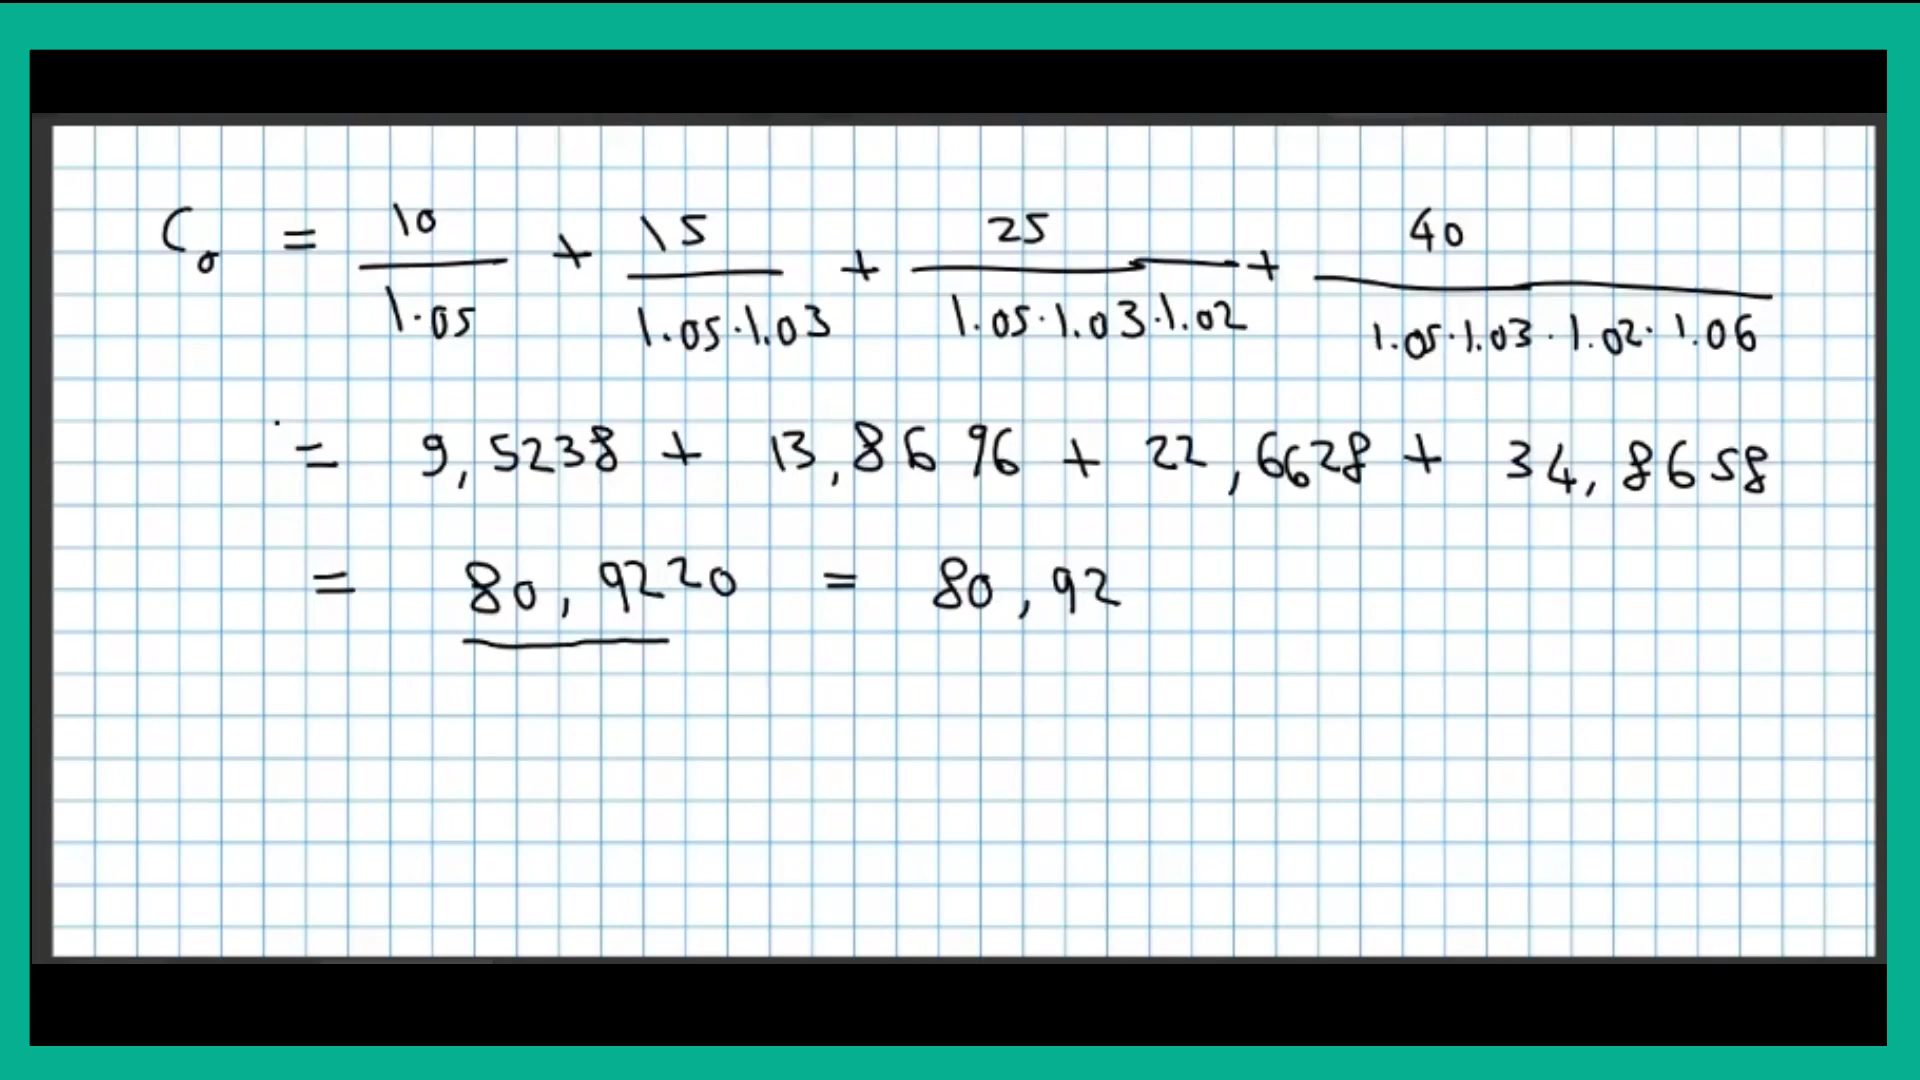 C₀ = 10/1.05 + 15/1.05·1.03 + 25/1.05·1.03·1.02 + 40/1.05·1.03·1.02·1.06
= 9,5238 + 13,8696 + 22,6628 + 34,8658
= 80,9220 = 80,92